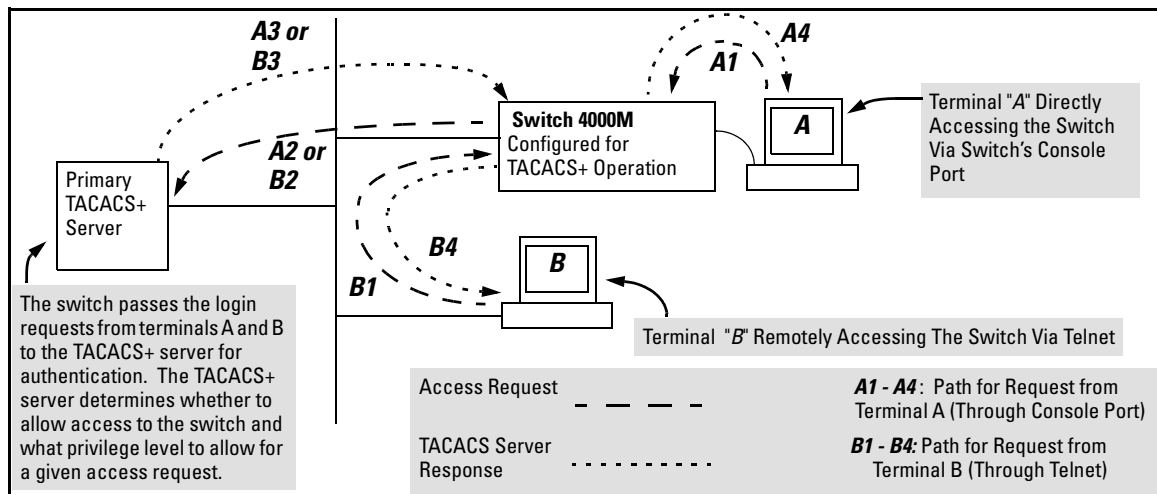 A3 or
B3
A4
A1
Switch 4000M
Configured for
TACACS+ Operation
A
Terminal "A" Directly
Accessing the Switch
Via Switch's Console
Port
A2 or
B2
Primary
TACACS+
Server
B4
B1
B
The switch passes the login
requests from terminals A and B
to the TACACS+ server for
authentication. The TACACS+
server determines whether to
allow access to the switch and
what privilege level to allow for
a given access request.
Terminal "B" Remotely Accessing The Switch Via Telnet
Access Request
A1 - A4: Path for Request from
Terminal A (Through Console Port)
TACACS Server
Response
B1 - B4: Path for Request from
Terminal B (Through Telnet)